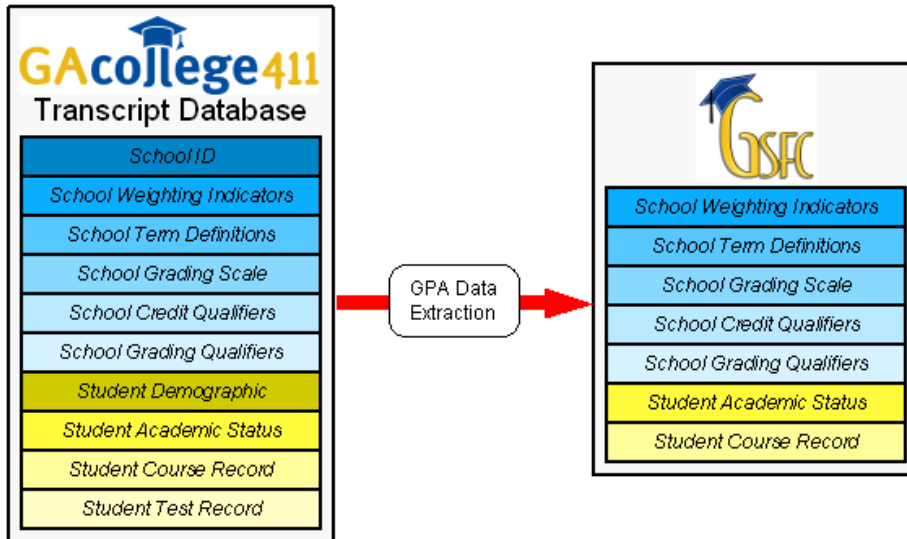 GAcollege411
Transcript Database
School ID
School Weighting Indicators
School Term Definitions
School Grading Scale
School Credit Qualifiers
School Grading Qualifiers
Student Demographic
Student Academic Status
Student Course Record
Student Test Record
GPA Data
Extraction
GSFC
School Weighting Indicators
School Term Definitions
School Grading Scale
School Credit Qualifiers
School Grading Qualifiers
Student Academic Status
Student Course Record